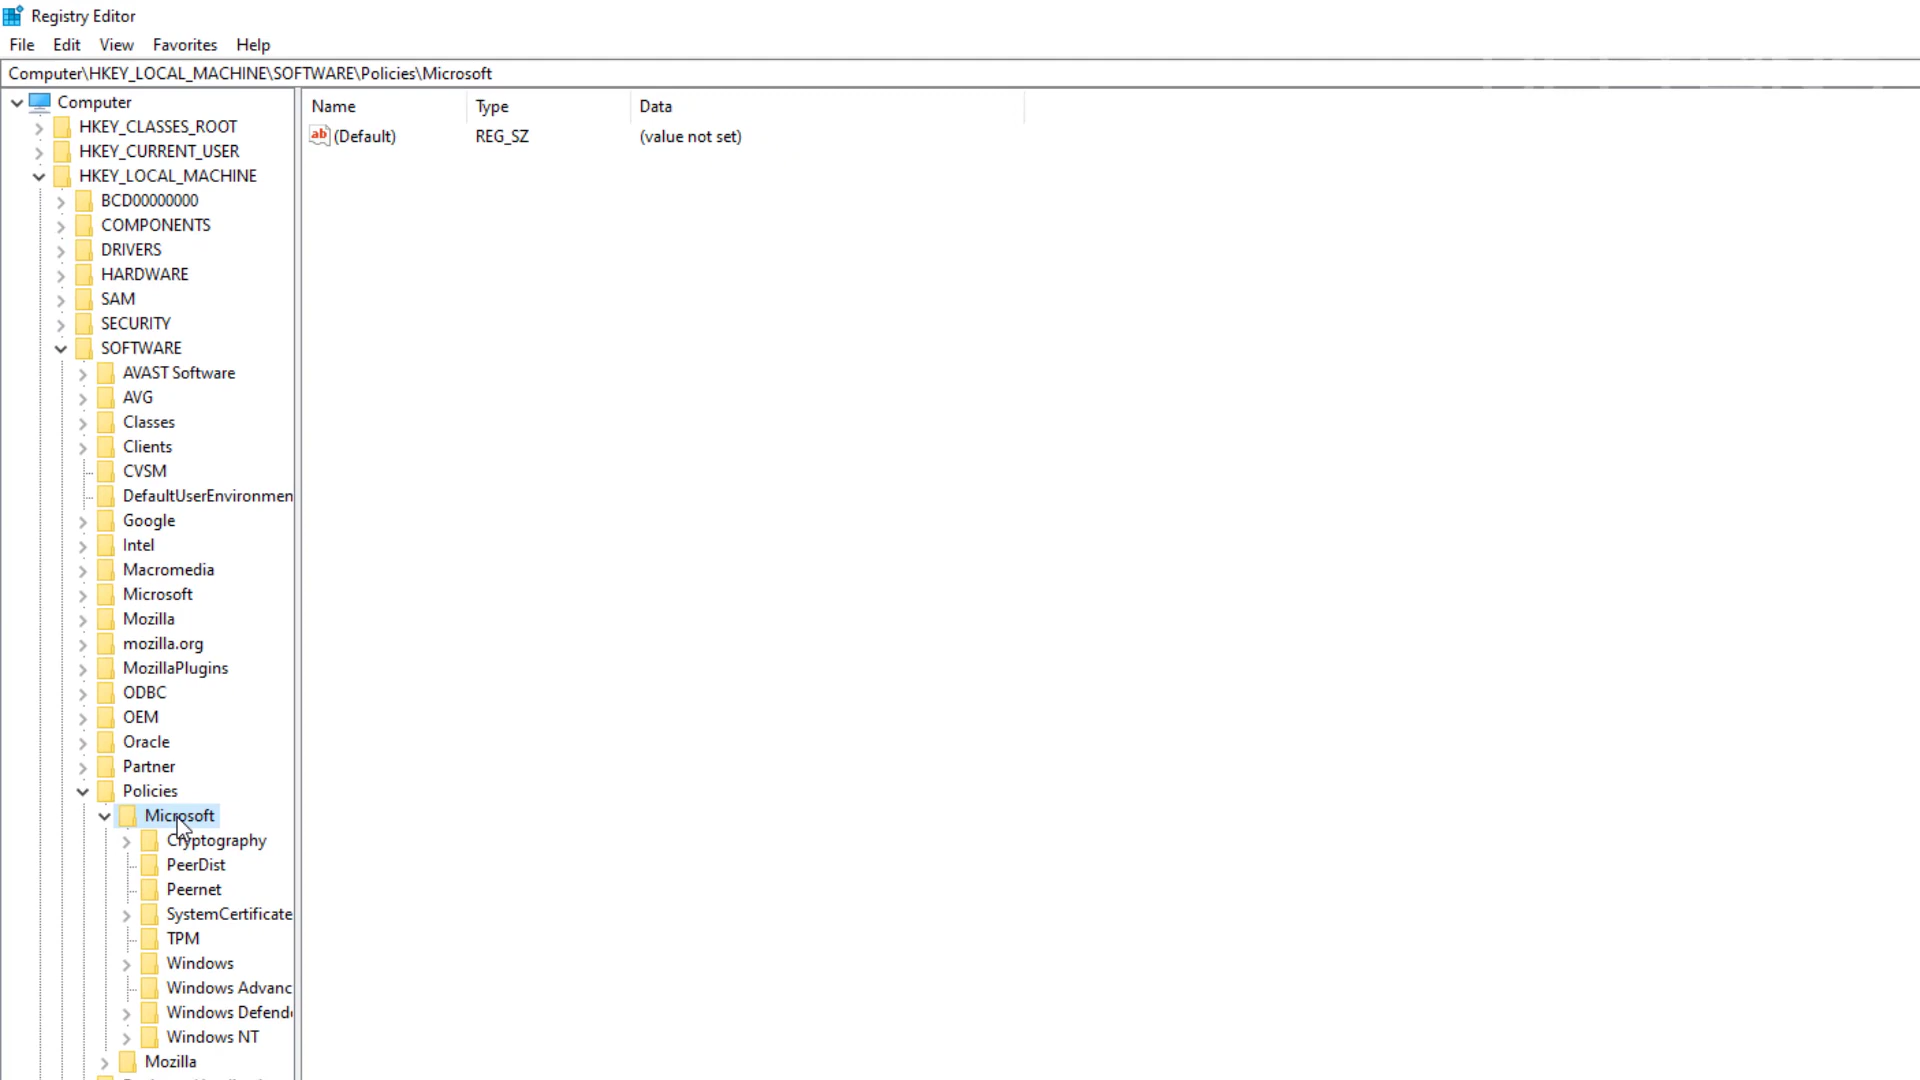 Registry Editor
File Edit View Favorites Help
Computer\HKEY_LOCAL_MACHINE\SOFTWARE\Policies\Microsoft
Computer
HKEY_CLASSES_ROOT
HKEY_CURRENT_USER
HKEY_LOCAL_MACHINE
BCD00000000
COMPONENTS
DRIVERS
HARDWARE
SAM
SECURITY
SOFTWARE
AVAST Software
AVG
Classes
Clients
CVSM
DefaultUserEnvironmen
Google
Intel
Macromedia
Microsoft
Mozilla
mozilla.org
MozillaPlugins
ODBC
OEM
Oracle
Partner
Policies
Microsoft
Cryptography
PeerDist
Peernet
SystemCertificate
TPM
Windows
Windows Advanc
Windows Defend
Windows NT
Mozilla
Name Type Data
ab (Default) REG_SZ (value not set)